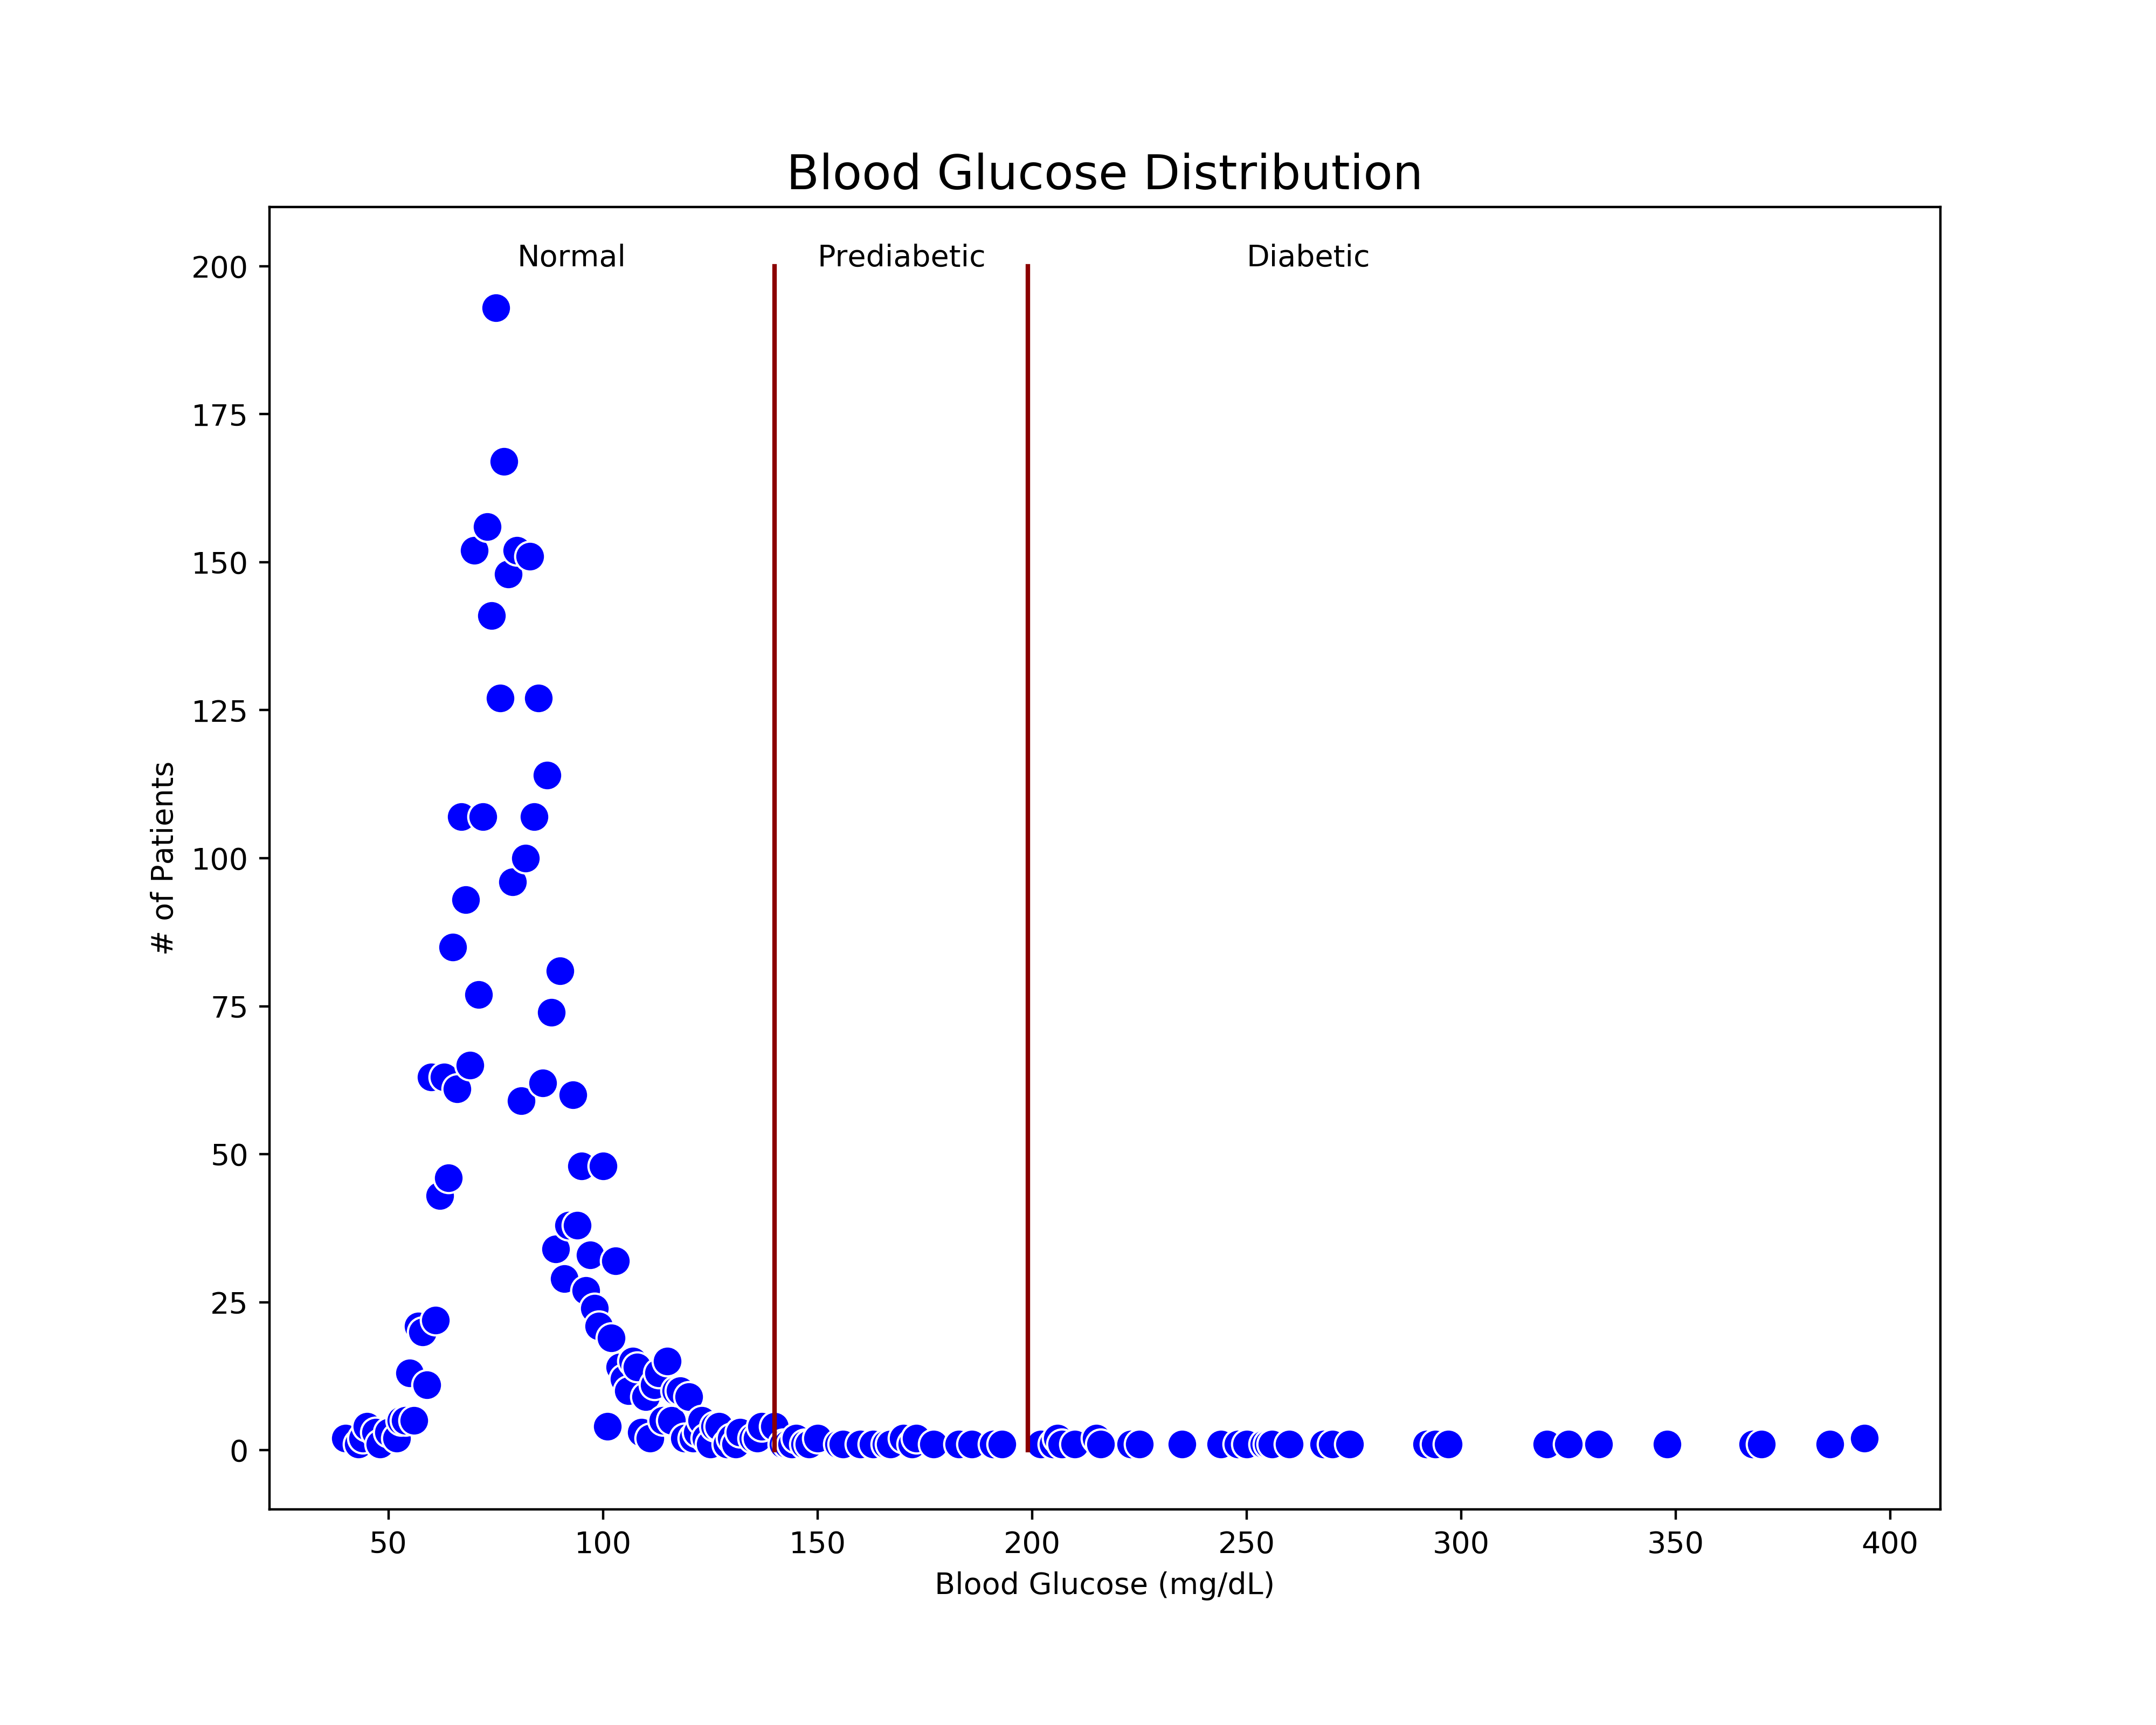 Blood Glucose Distribution
Normal Prediabetic Diabetic
200
175
150
125
100
75
50
25
0
# of Patients
50 100 150 200 250 300 350 400
Blood Glucose (mg/dL)